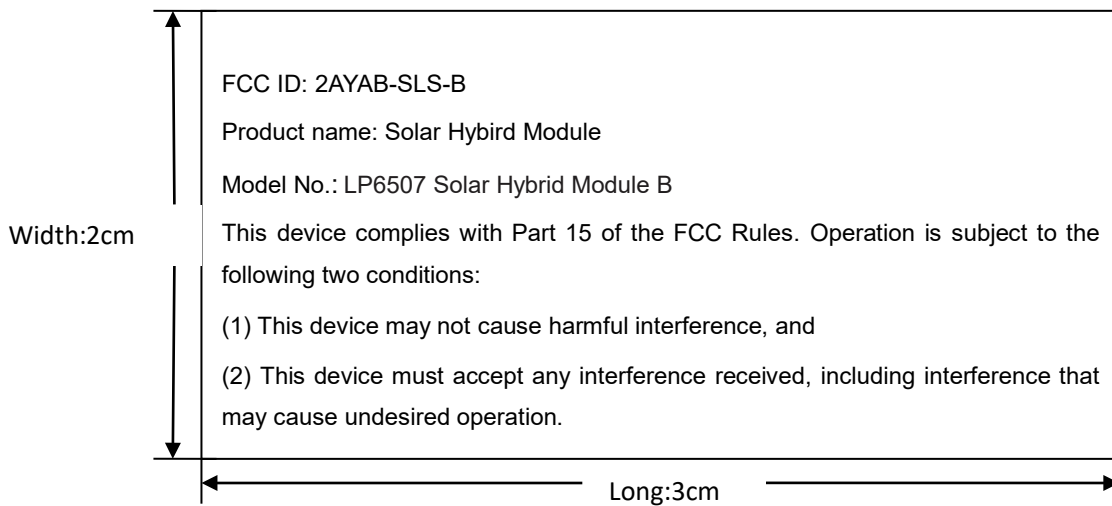 FCC ID: 2AYAB-SLS-B
Product name: Solar Hybird Module
Model No.: LP6507 Solar Hybrid Module B
Width:2cm
This device complies with Part 15 of the FCC Rules. Operation is subject to the
following two conditions:
(1) This device may not cause harmful interference, and
(2) This device must accept any interference received, including interference that
may cause undesired operation.
Long:3cm